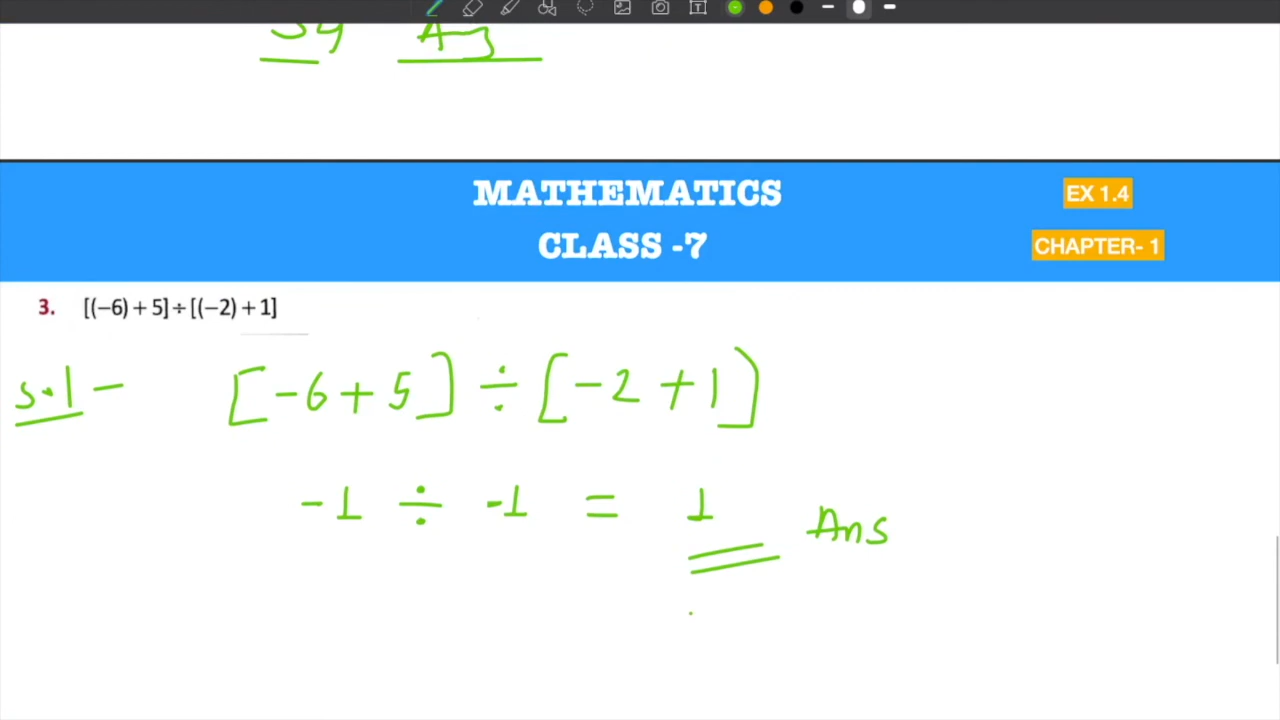 MATHEMATICS
EX 1.4
CLASS -7
CHAPTER- 1
3. [(−6) + 5] ÷ [(−2) + 1]
Sol - [-6+5] ÷ [-2+1]
-1 ÷ -1 = 1 Ans